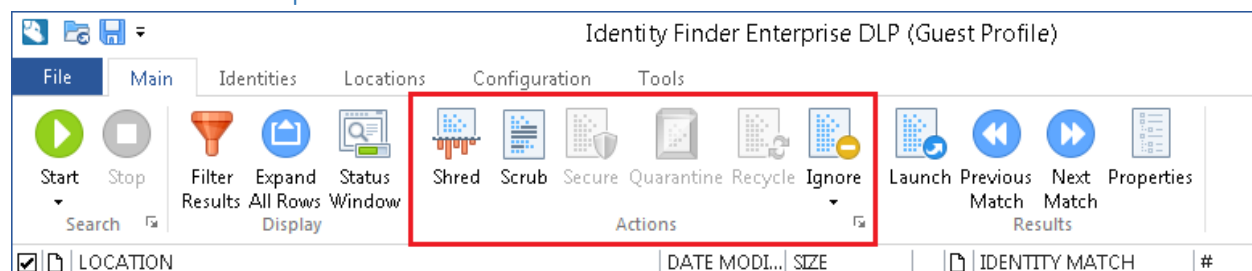 Identity Finder Enterprise DLP (Guest Profile)
File Main Identities Locations Configuration Tools
Start Stop Filter Expand Status Shred Scrub Secure Quarantine Recycle Ignore Launch Previous Next Properties
Results All Rows Window Match Match
Search Display Actions Results
LOCATION DATE MODI... SIZE IDENTITY MATCH #